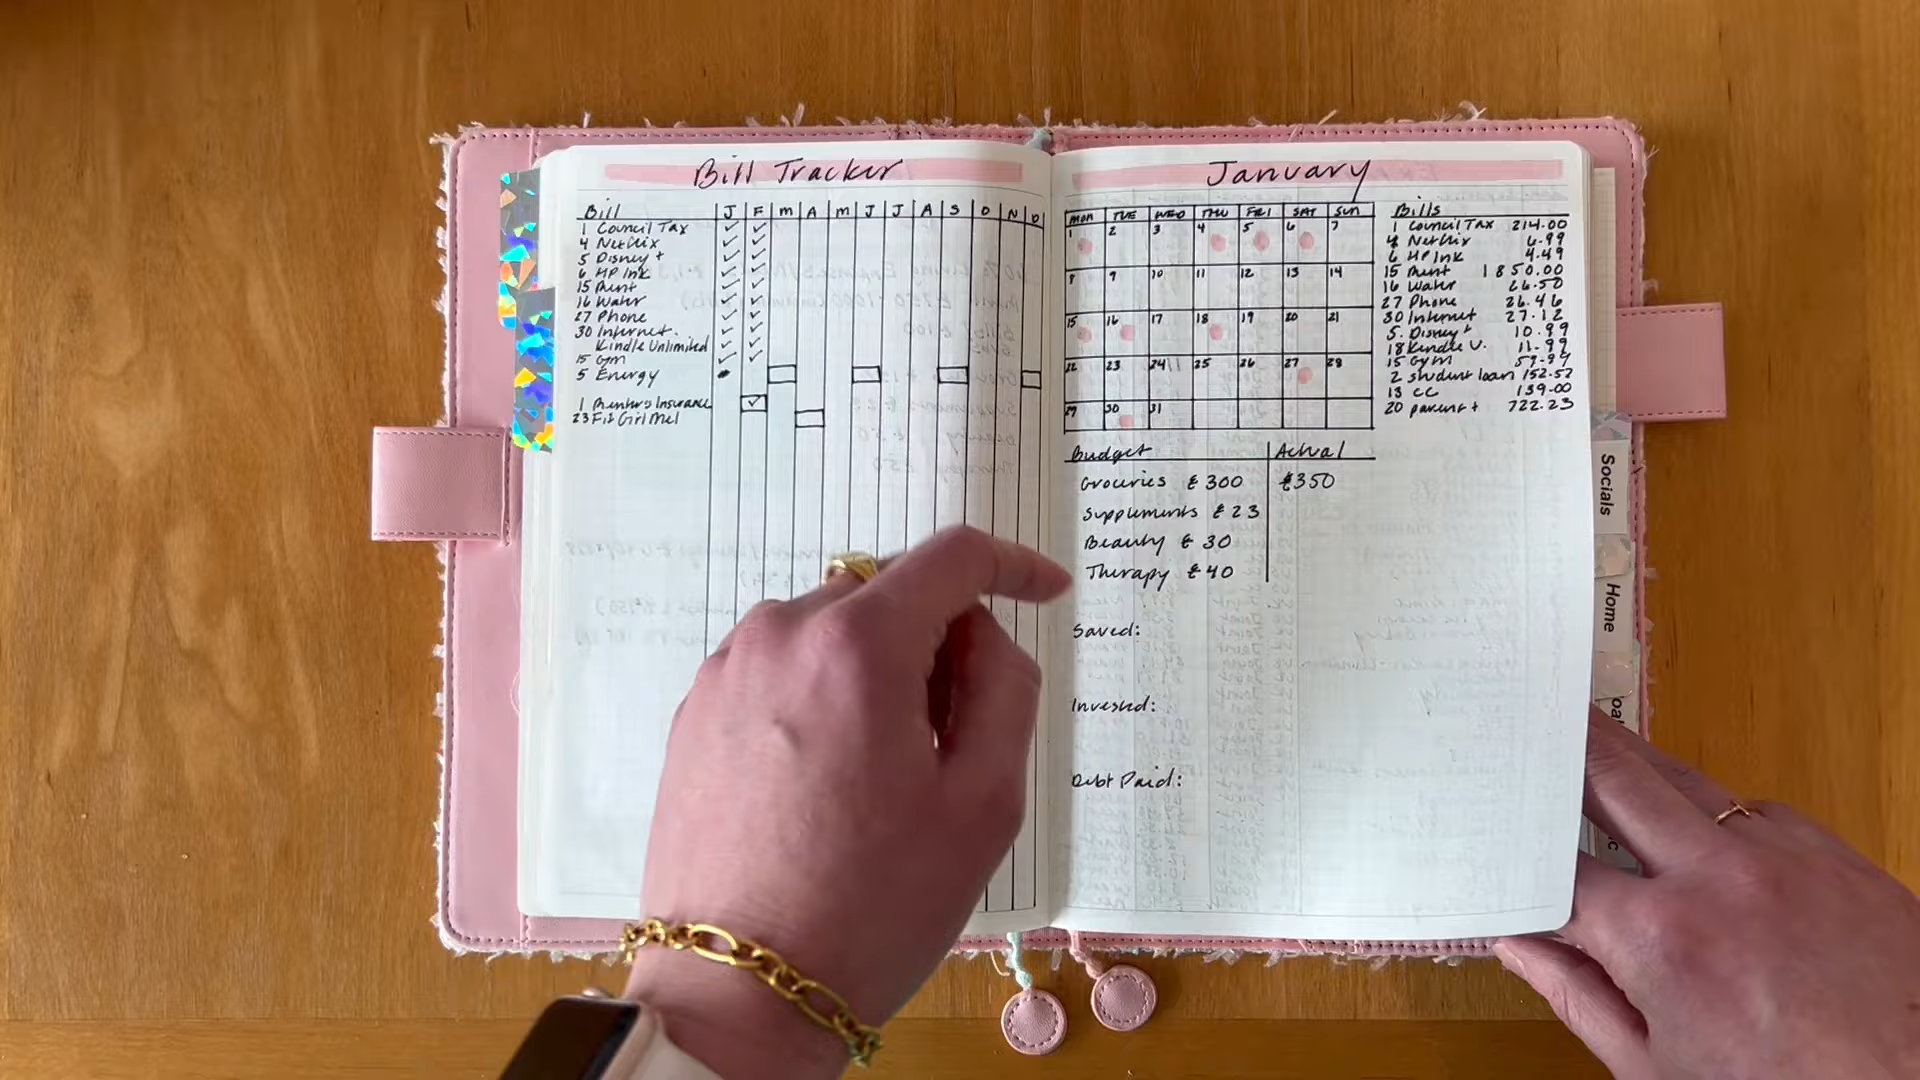 Bill Tracker
Bill J F M A M J J A S O N D
1 Council Tax
4 Netflix
5 Disney +
6 HP Ink
15 Rent
16 Water
27 Phone
30 Internet.
Kindle Unlimited
15 Gym
5 Energy
1 Renters Insurance
23 Fit Girl Mel
January
MON TUE WED THU FRI SAT SUN
1 2 3 4 5 6 7
8 9 10 11 12 13 14
15 16 17 18 19 20 21
22 23 24 25 26 27 28
29 30 31
Bills
1 Council Tax 214.00
4 Netflix 6.99
6 HP Ink 4.49
15 Rent 1850.00
16 Water 26.50
27 Phone 26.46
30 Internet 27.12
5. Disney + 10.99
18 Kindle U. 11.99
15 Gym
2 Student loan 152.57
13 CC 139.00
20 parent + 722.23
Budget Actual
Groceries £300 £350
Supplements £23
Beauty £30
Therapy £40
Saved:
Invested:
Debt Paid:
Socials
Home